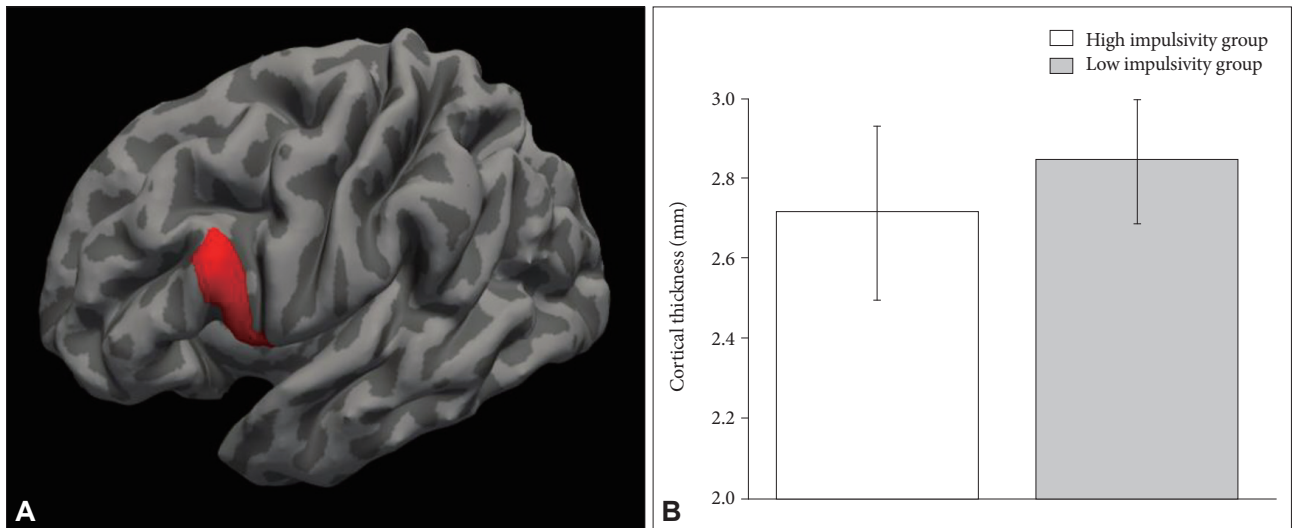 A
High impulsivity group
Low impulsivity group
Cortical thickness (mm)
3.0
2.8
2.6
2.4
2.2
2.0
B